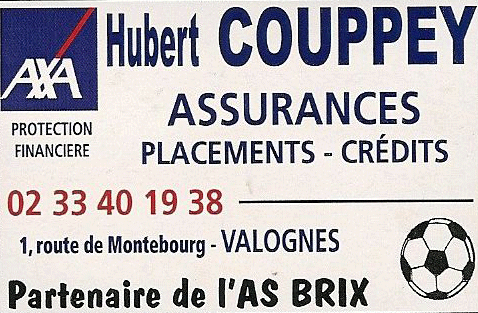 Hubert COUPPEY
AXA
PROTECTION
FINANCIERE
ASSURANCES
PLACEMENTS - CRÉDITS
02 33 40 19 38
1, route de Montebourg - VALOGNES
Partenaire de l'AS BRIX